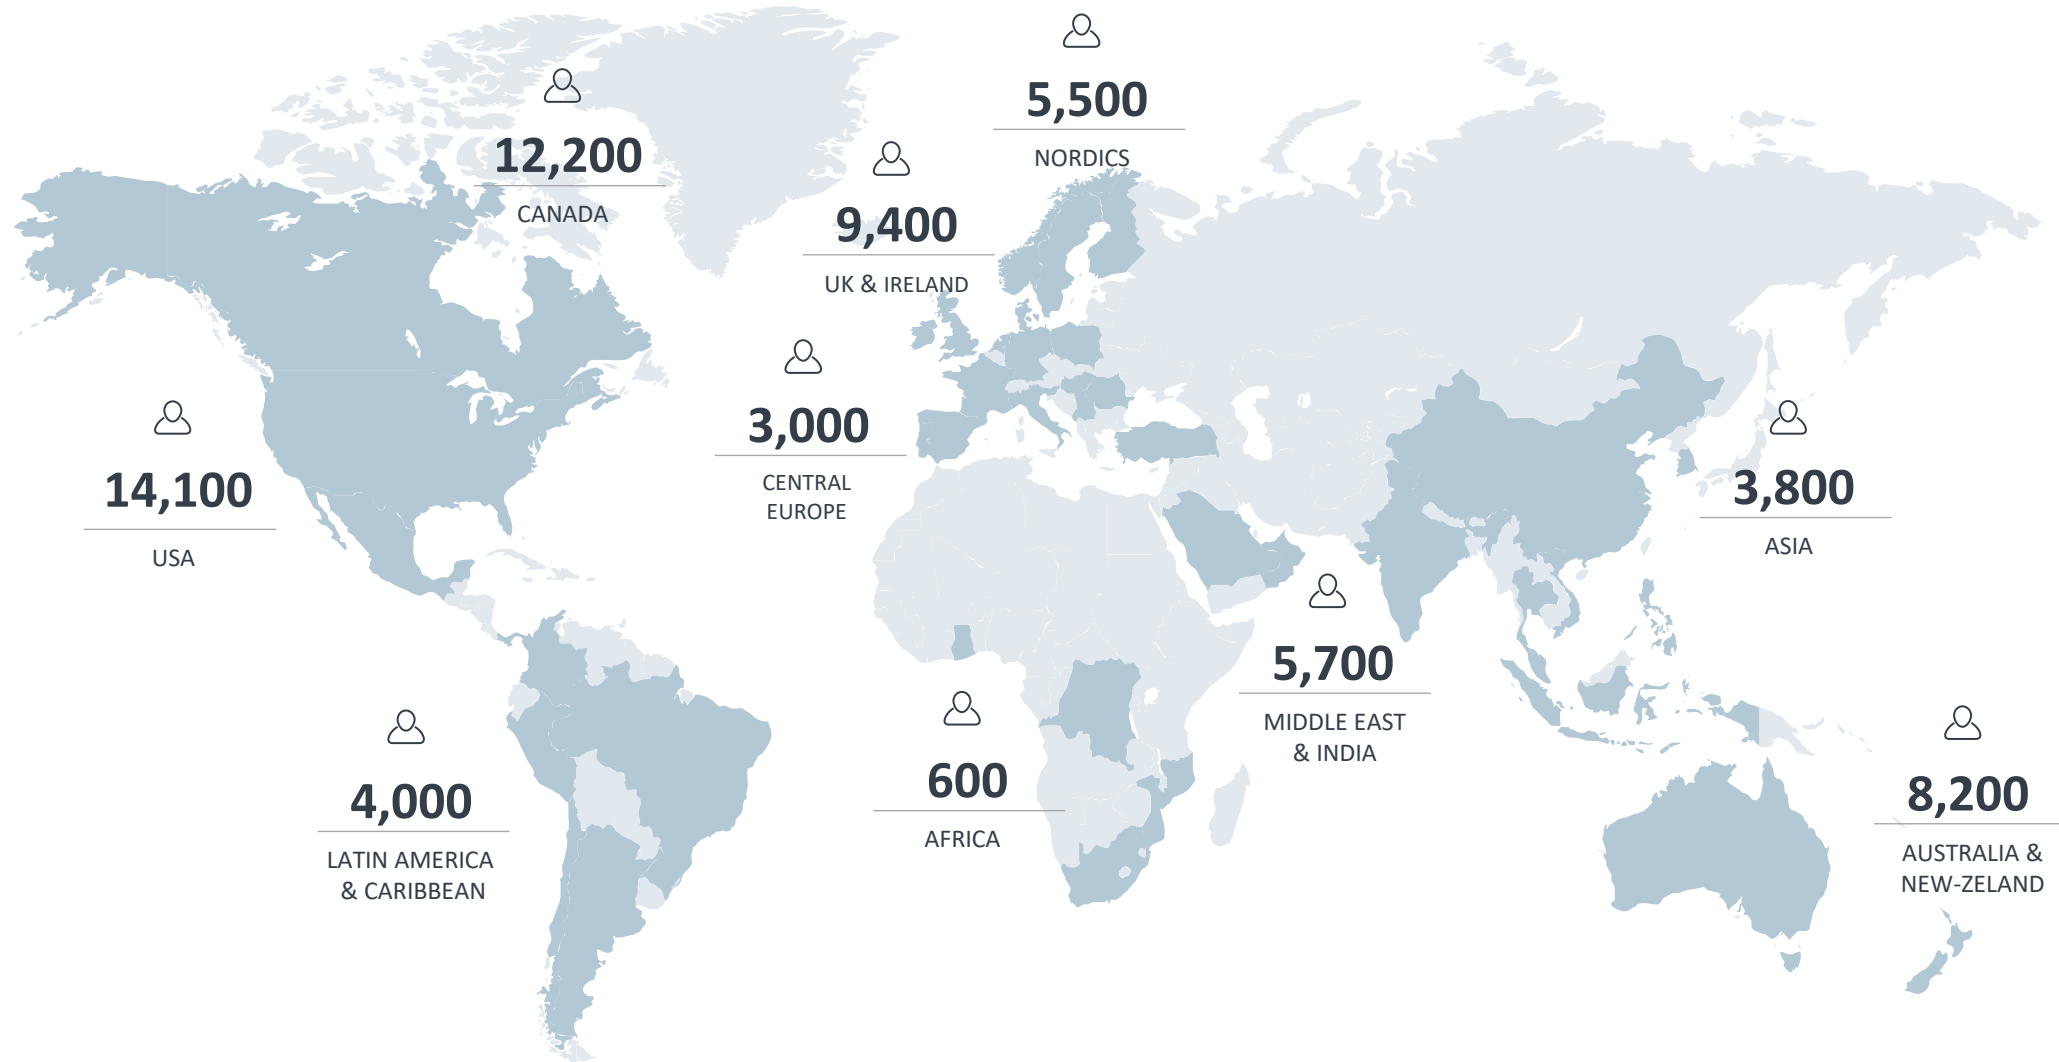 5,500
NORDICS
12,200
CANADA
9,400
UK & IRELAND
3,000
CENTRAL
EUROPE
14,100
USA
3,800
ASIA
5,700
MIDDLE EAST
& INDIA
4,000
LATIN AMERICA
& CARIBBEAN
600
AFRICA
8,200
AUSTRALIA &
NEW-ZELAND